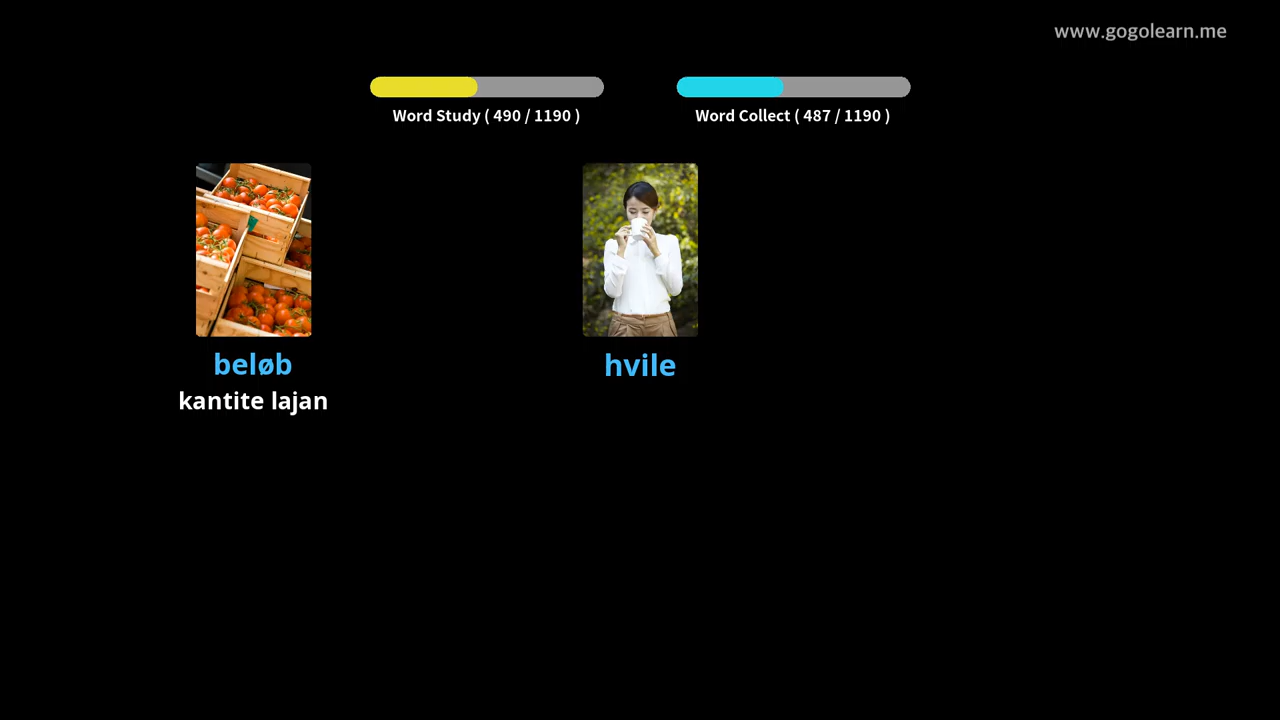 www.gogolearn.me
Word Study ( 490 / 1190 )
Word Collect ( 487 / 1190 )
beløb
kantite lajan
hvile